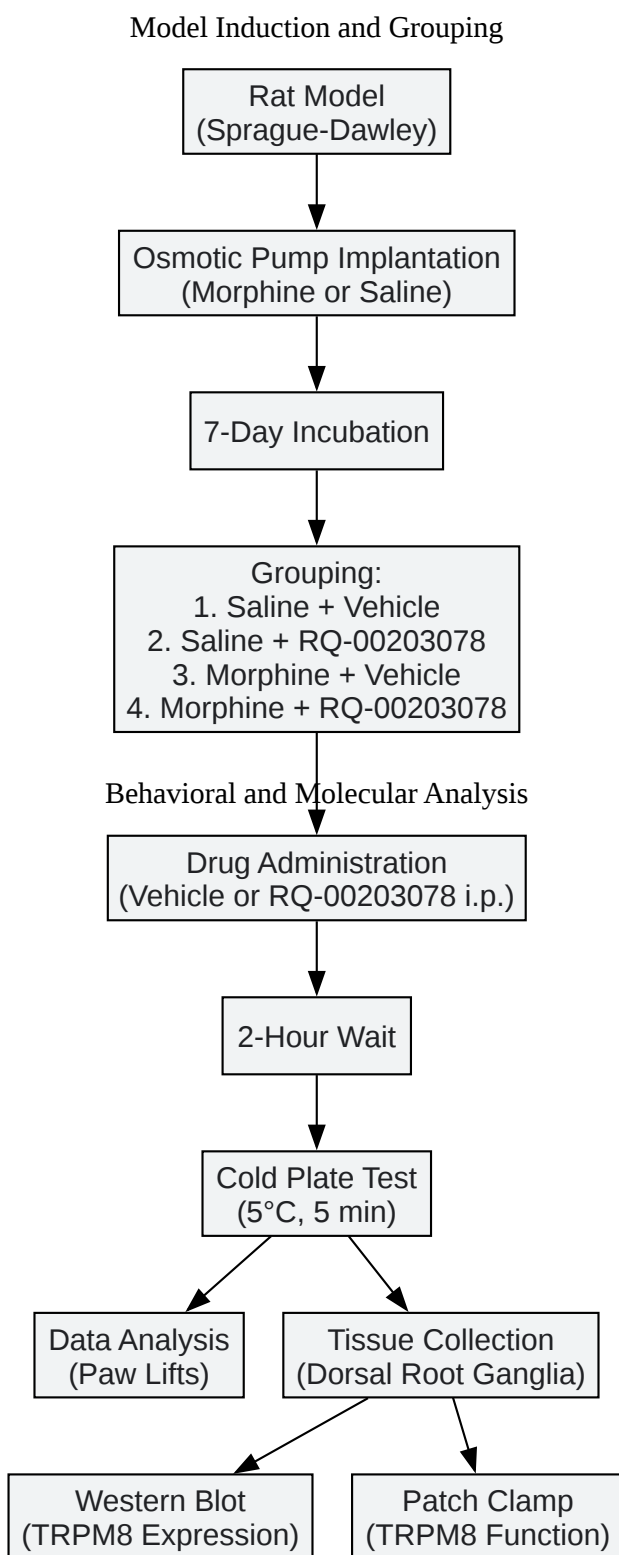 Model Induction and Grouping
Rat Model
(Sprague-Dawley)
Osmotic Pump Implantation
(Morphine or Saline)
7-Day Incubation
Grouping:
1. Saline + Vehicle
2. Saline + RQ-00203078
3. Morphine + Vehicle
4. Morphine + RQ-00203078
Behavioral and Molecular Analysis
Drug Administration
(Vehicle or RQ-00203078 i.p.)
2-Hour Wait
Cold Plate Test
(5°C, 5 min)
Data Analysis
(Paw Lifts)
Tissue Collection
(Dorsal Root Ganglia)
Western Blot
(TRPM8 Expression)
Patch Clamp
(TRPM8 Function)